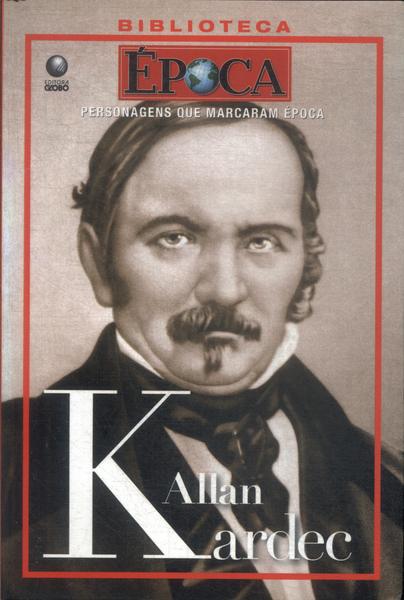 BIBLIOTECA
EDITORA
GLOBO
ÉPOCA
PERSONAGENS QUE MARCARAM ÉPOCA
Allan
Kardec